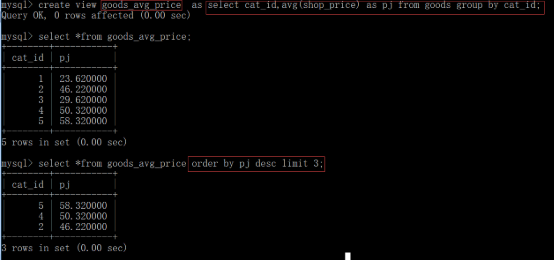 mysql> create view goods_avg_price  as select cat_id,avg(shop_price) as pj from goods group by cat_id;
Query OK, 0 rows affected (0.00 sec)
mysql> select *from goods_avg_price;
+--------+-----------+
| cat_id | pj        |
+--------+-----------+
|      1 | 23.620000 |
|      2 | 46.220000 |
|      3 | 29.620000 |
|      4 | 50.320000 |
|      5 | 58.320000 |
+--------+-----------+
5 rows in set (0.00 sec)
mysql> select *from goods_avg_price order by pj desc limit 3;
+--------+-----------+
| cat_id | pj        |
+--------+-----------+
|      5 | 58.320000 |
|      4 | 50.320000 |
|      2 | 46.220000 |
+--------+-----------+
3 rows in set (0.00 sec)